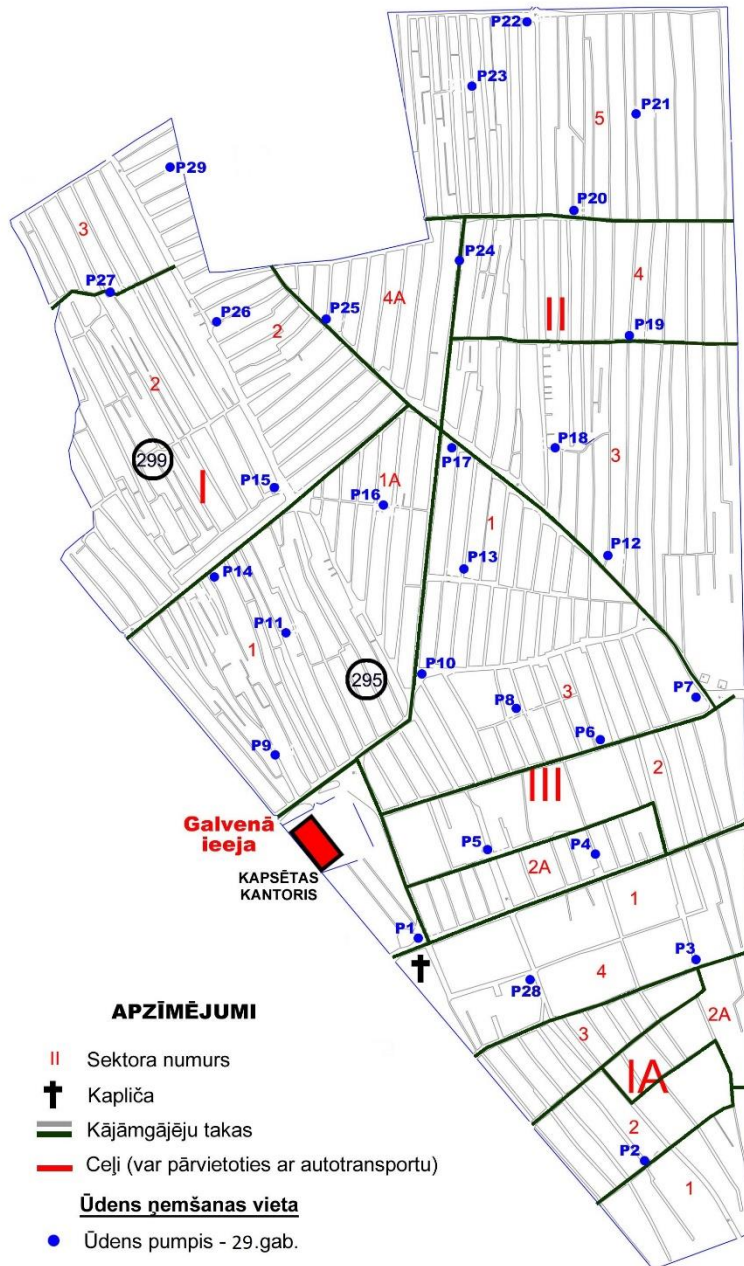 P22
P23
P21
5
P29
P20
3
P24
4
4A
P27
P25
II
P26
2
P19
2
299
I
P17
P18
3
P15
1A
P16
1
P12
P13
P14
P11
1
295
P10
P7
P8
3
P6
P9
2
III
Galvenā
ieeja
P5
P4
KAPSĒTAS
KANTORIS
2A
1
P1
P3
4
P28
2A
3
IA
2
P2
1
APZĪMĒJUMI
II Sektora numurs
Kapliča
Kājāmgājēju takas
Ceļi (var pārvietoties ar autotransportu)
Ūdens ņemšanas vieta
Ūdens pumpis - 29.gab.